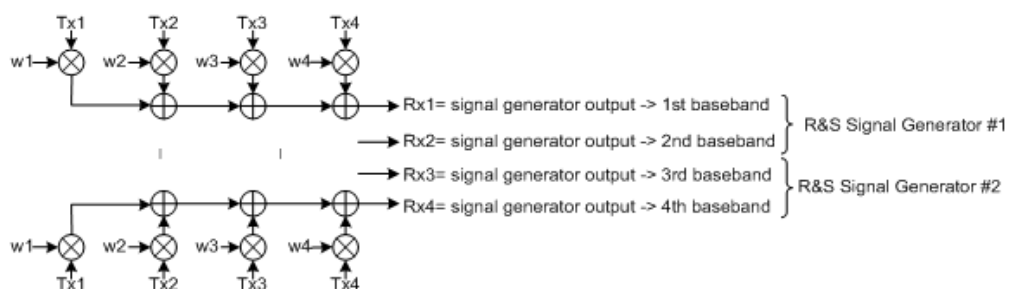 Tx1 Tx2 Tx3 Tx4
w1 w2 w3 w4
Rx1= signal generator output -> 1st baseband
R&S Signal Generator #1
Rx2= signal generator output -> 2nd baseband
Rx3= signal generator output -> 3rd baseband
R&S Signal Generator #2
Rx4= signal generator output -> 4th baseband
w1 w2 w3 w4
Tx1 Tx2 Tx3 Tx4